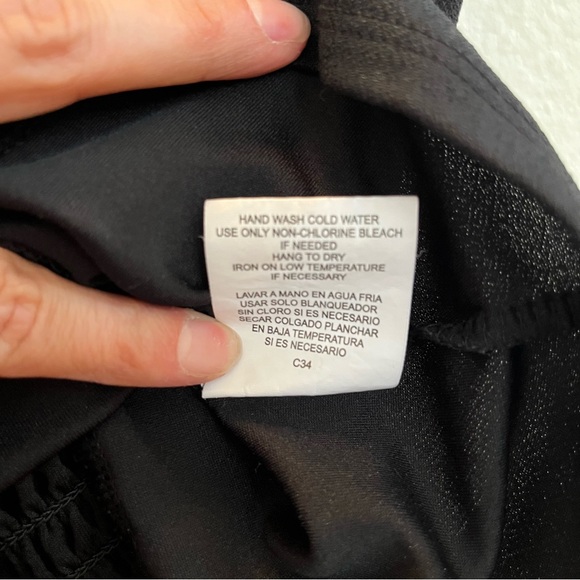 HAND WASH COLD WATER
USE ONLY NON-CHLORINE BLEACH
IF NEEDED
HANG TO DRY
IRON ON LOW TEMPERATURE
IF NECESSARY
LAVAR A MANO EN AGUA FRIA
USAR SOLO BLANQUEADOR
SIN CLORO SI ES NECESARIO
SECAR COLGADO PLANCHAR
EN BAJA TEMPERATURA
SI ES NECESARIO
C34